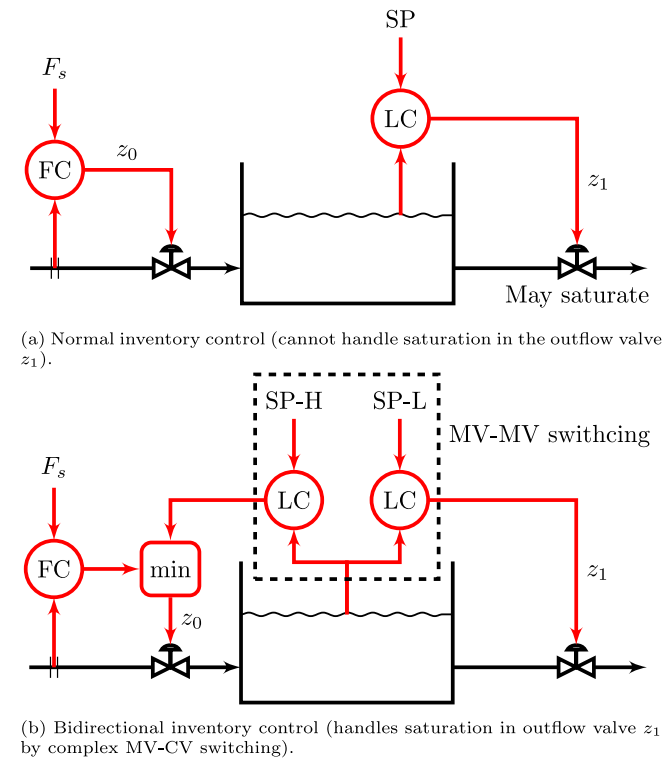 SP
F_s
LC
FC
z_0
z_1
May saturate
(a) Normal inventory control (cannot handle saturation in the outflow valve
z_1).
SP-H
SP-L
MV-MV swithcing
F_s
LC
LC
FC
min
z_0
z_1
(b) Bidirectional inventory control (handles saturation in outflow valve z_1
by complex MV-CV switching).